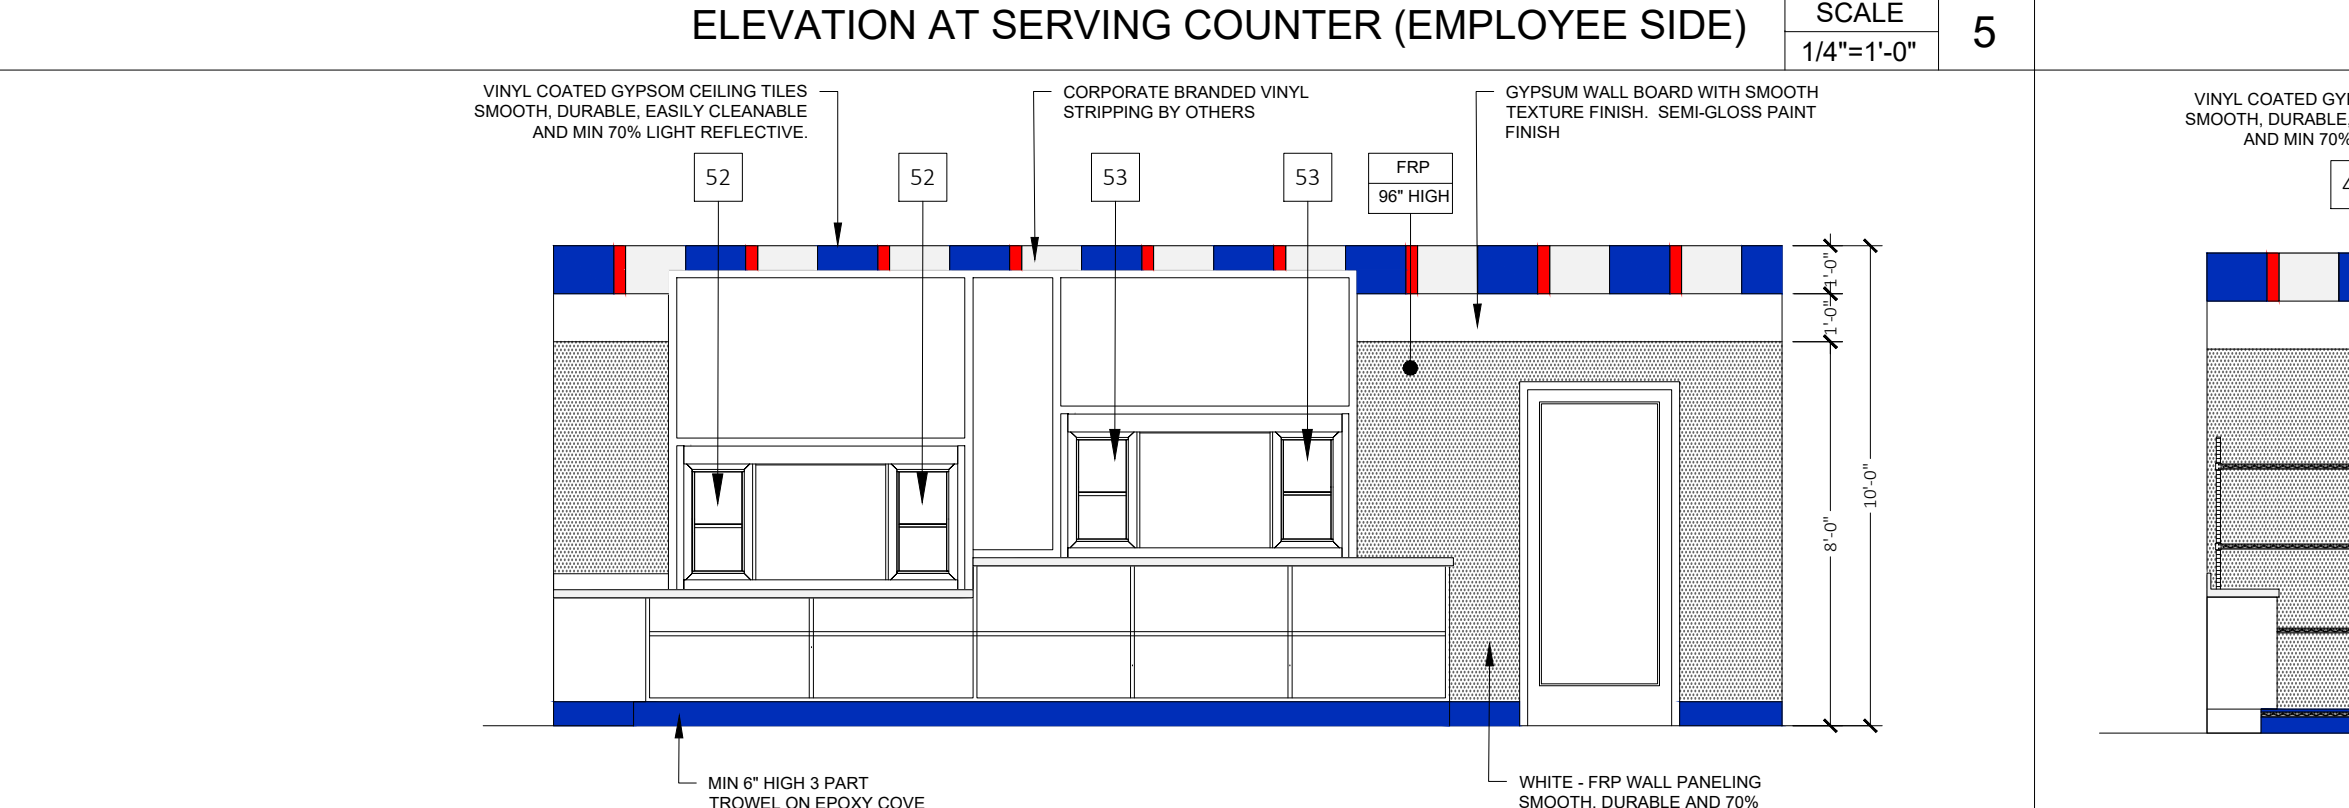 ELEVATION AT SERVING COUNTER (EMPLOYEE SIDE)
SCALE
1/4"=1'-0"
5
VINYL COATED GYPSOM CEILING TILES
SMOOTH, DURABLE, EASILY CLEANABLE
AND MIN 70% LIGHT REFLECTIVE.
CORPORATE BRANDED VINYL
STRIPPING BY OTHERS
GYPSUM WALL BOARD WITH SMOOTH
TEXTURE FINISH.  SEMI-GLOSS PAINT
FINISH
VINYL COATED
SMOOTH, DURABLE,
AND MIN 70%
52
52
53
53
FRP
96" HIGH
1'-0"
1'-0"
8'-0"
10'-0"
MIN 6" HIGH 3 PART
TROWEL ON EPOXY COVE
WHITE - FRP WALL PANELING
SMOOTH, DURABLE AND 70%